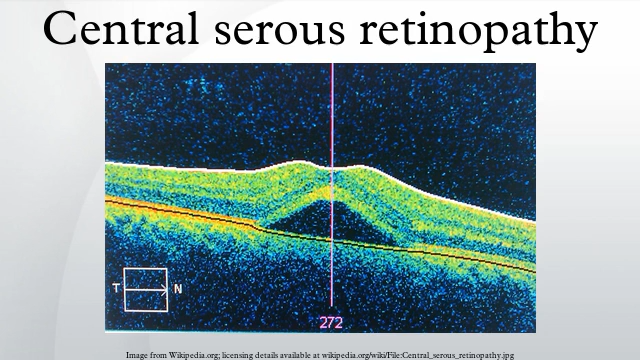 Central serous retinopathy
T N
272
Image from Wikipedia.org; licensing details available at wikipedia.org/wiki/File:Central_serous_retinopathy.jpg